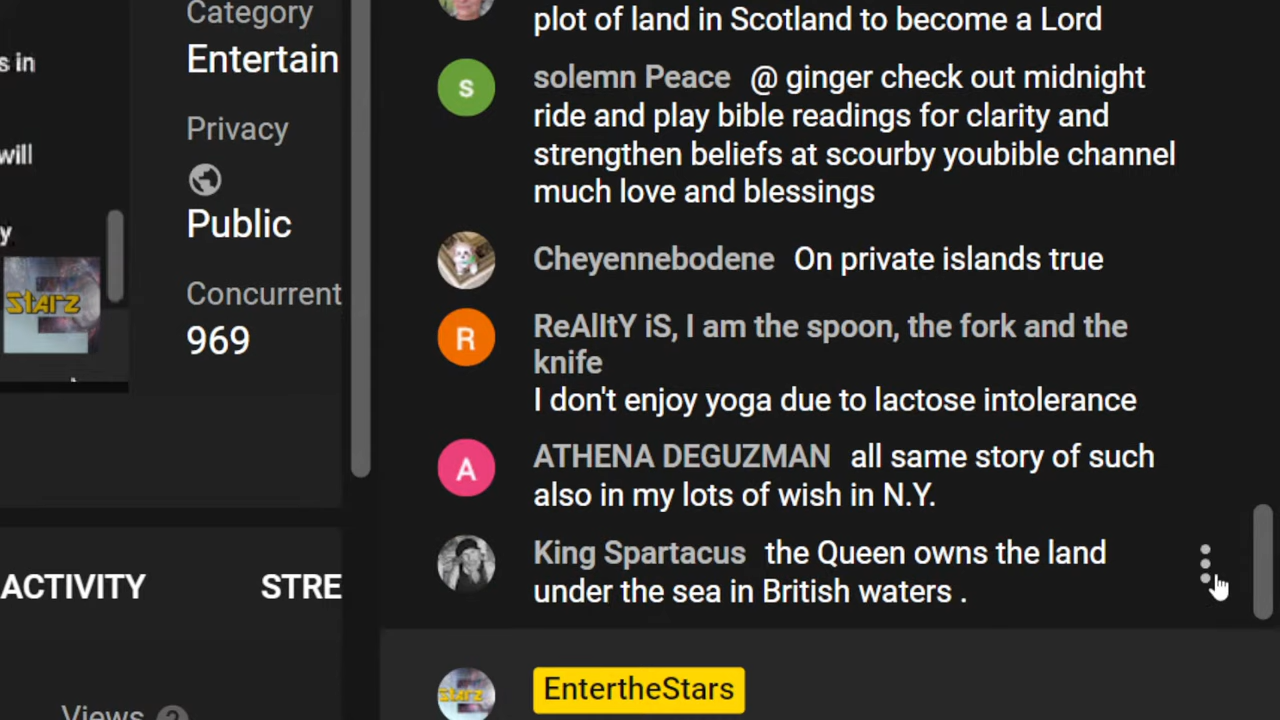 Category
Entertain
s in
Privacy
will
Public
y
Starz
Concurrent
969
ACTIVITY STRE
Views ?
plot of land in Scotland to become a Lord
S
solemn Peace @ ginger check out midnight
ride and play bible readings for clarity and
strengthen beliefs at scourby youbible channel
much love and blessings
Cheyennebodene On private islands true
R
ReAlltY iS, I am the spoon, the fork and the
knife
I don't enjoy yoga due to lactose intolerance
A
ATHENA DEGUZMAN all same story of such
also in my lots of wish in N.Y.
King Spartacus the Queen owns the land
under the sea in British waters .
Starz
EntertheStars